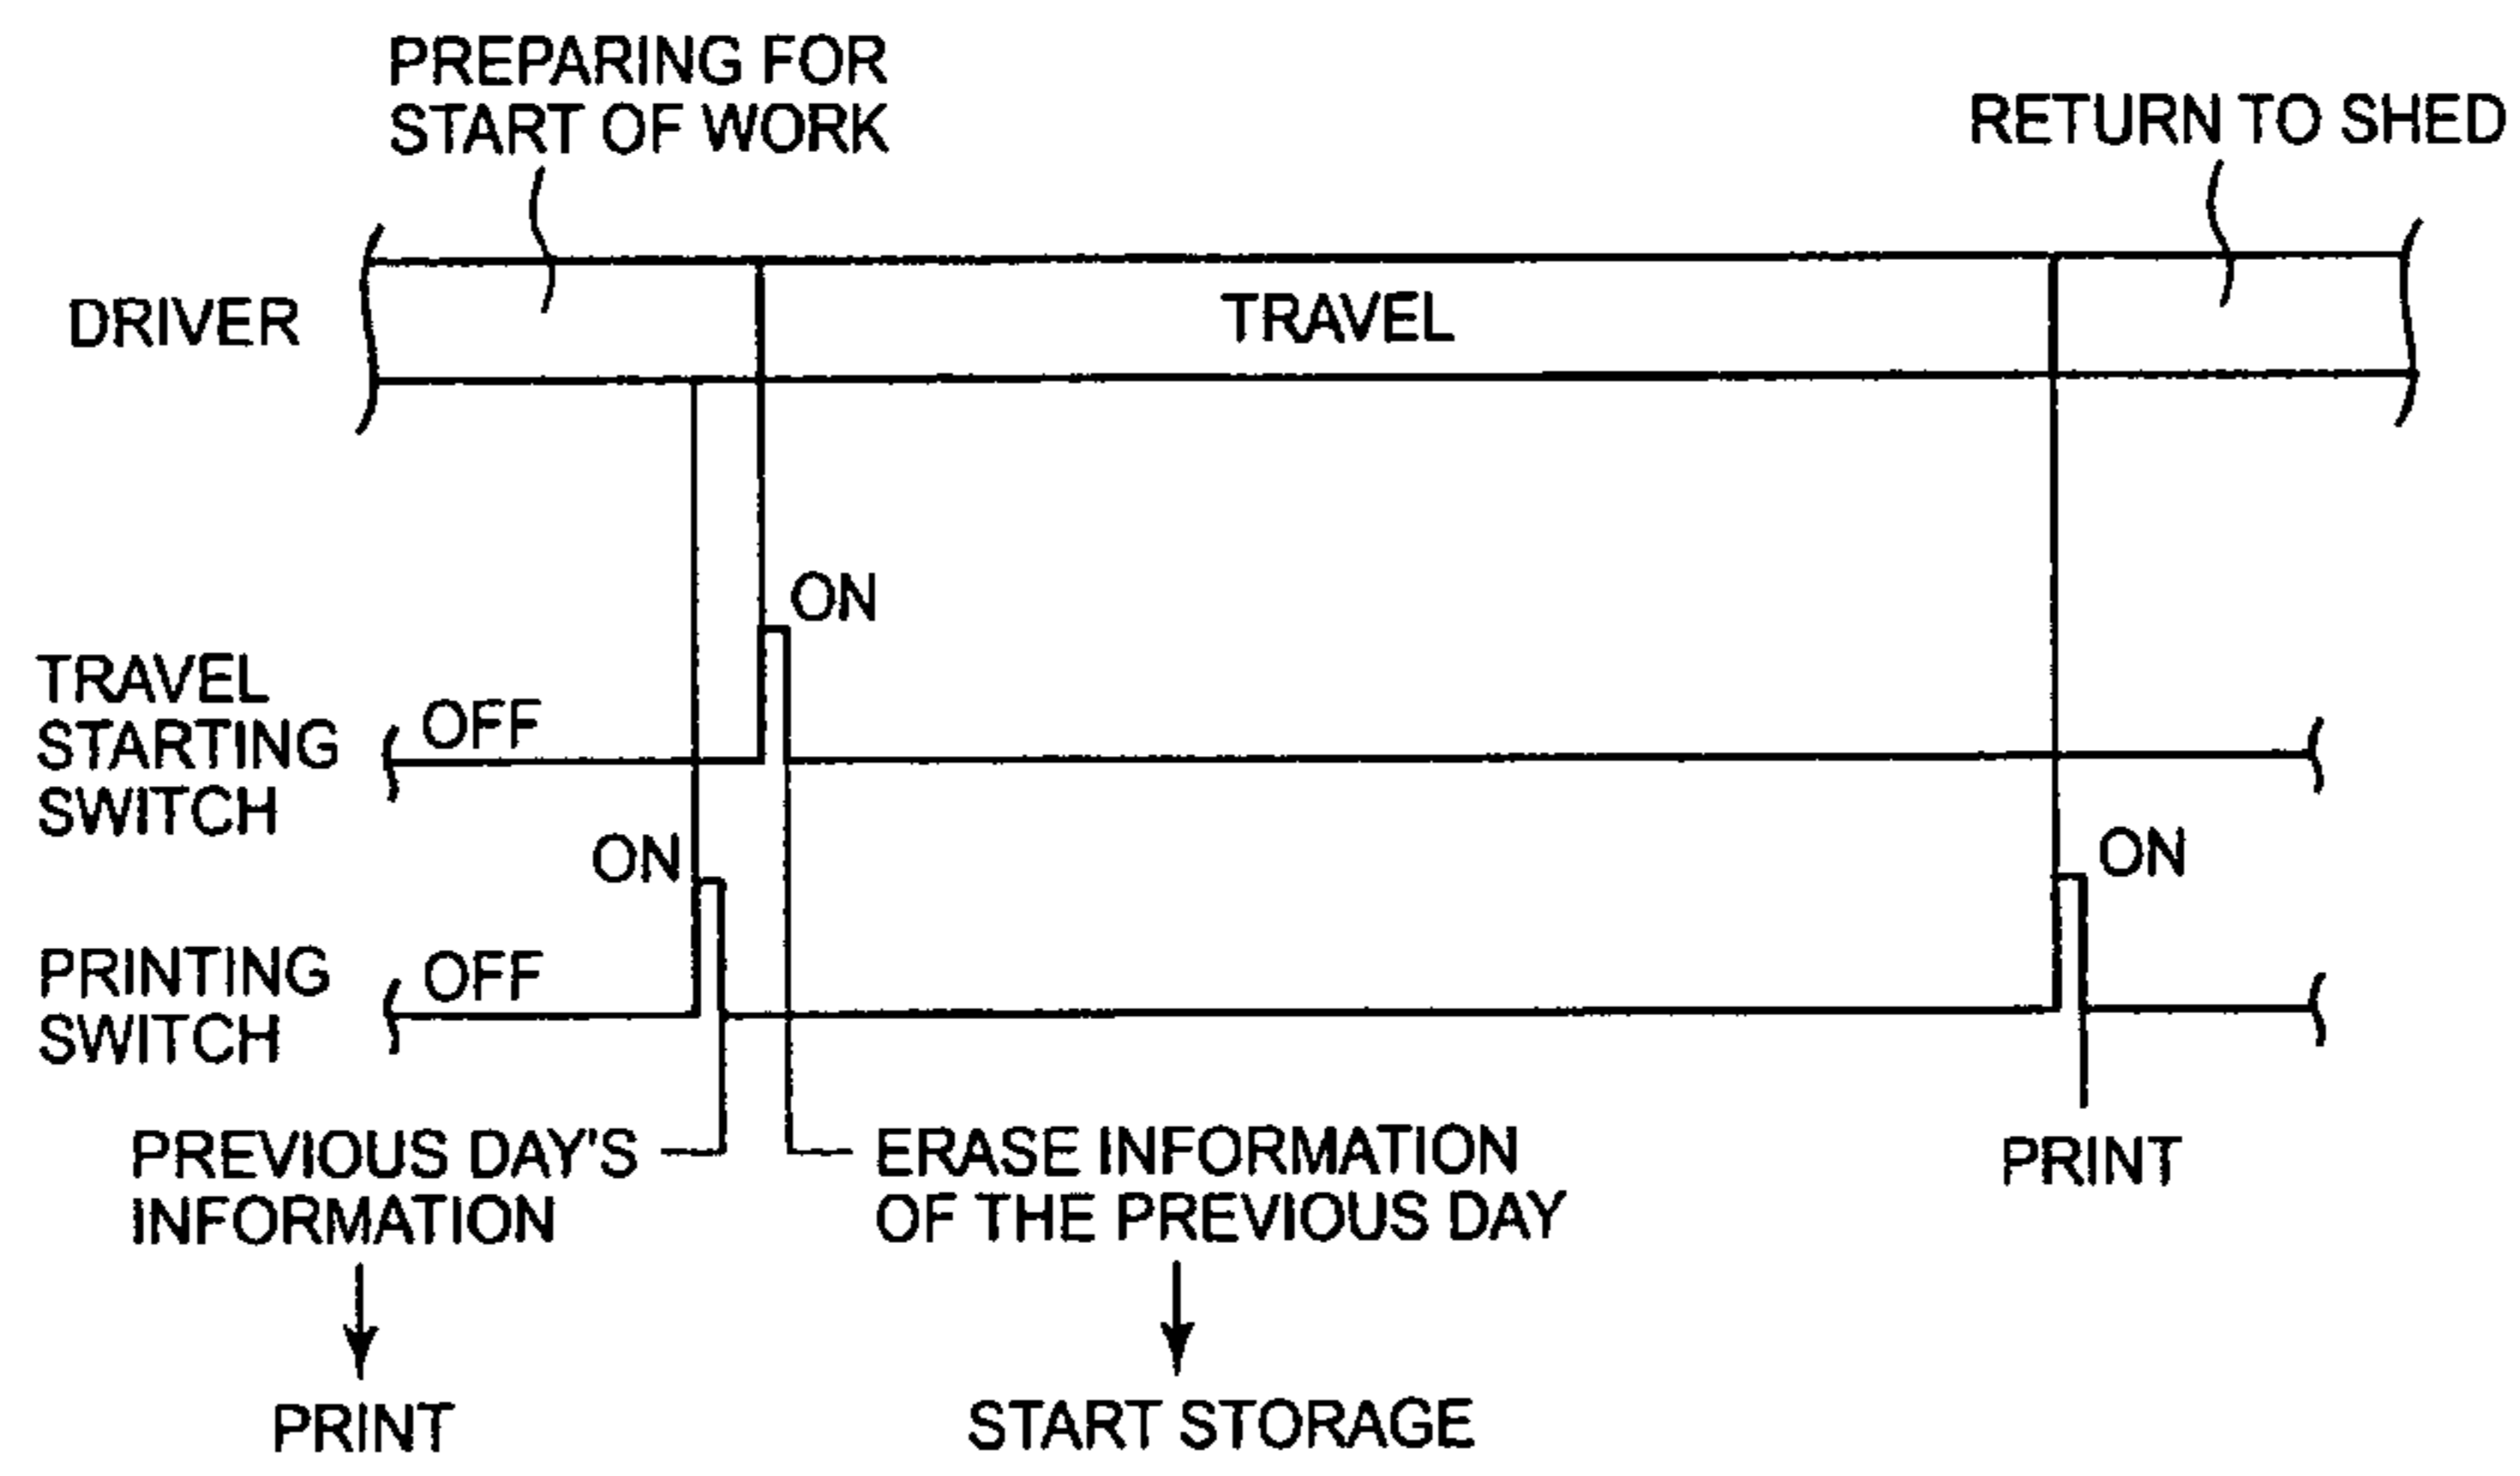 PREPARING FOR
START OF WORK
RETURN TO SHED
DRIVER
TRAVEL
ON
TRAVEL
STARTING
SWITCH
OFF
ON
ON
PRINTING
SWITCH
OFF
PREVIOUS DAY'S
INFORMATION
ERASE INFORMATION
OF THE PREVIOUS DAY
PRINT
PRINT
START STORAGE